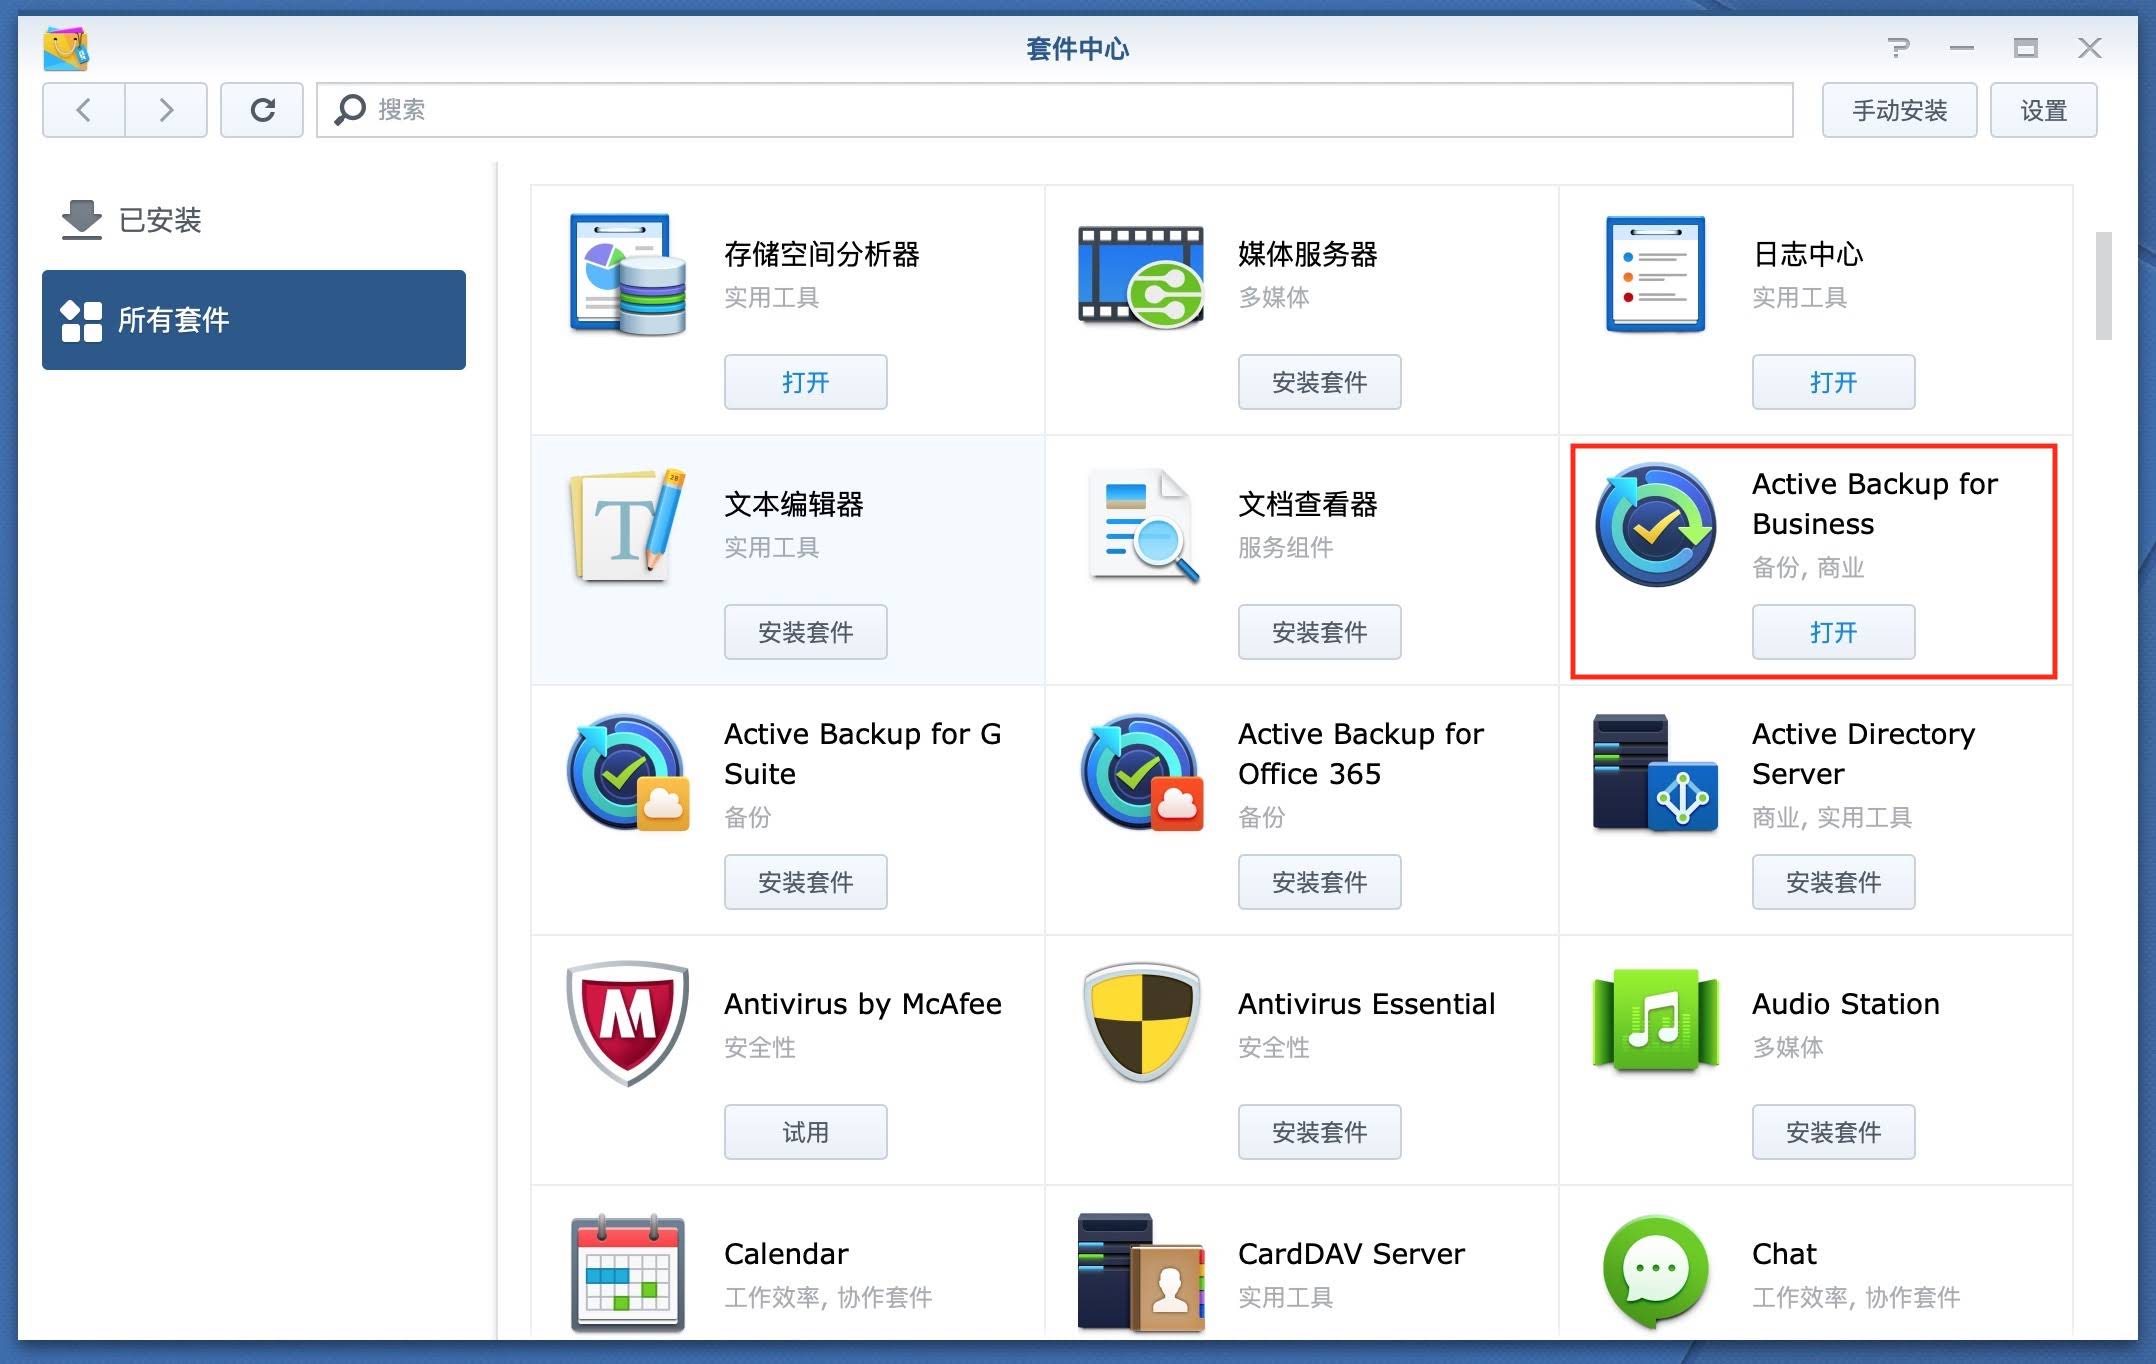 套件中心
搜索
手动安装
设置
已安装
所有套件
存储空间分析器
实用工具
打开
媒体服务器
多媒体
安装套件
日志中心
实用工具
打开
文本编辑器
实用工具
安装套件
文档查看器
服务组件
安装套件
Active Backup for
Business
备份, 商业
打开
Active Backup for G
Suite
备份
安装套件
Active Backup for
Office 365
备份
安装套件
Active Directory
Server
商业, 实用工具
安装套件
Antivirus by McAfee
安全性
试用
Antivirus Essential
安全性
安装套件
Audio Station
多媒体
安装套件
Calendar
工作效率, 协作套件
CardDAV Server
实用工具
Chat
工作效率, 协作套件